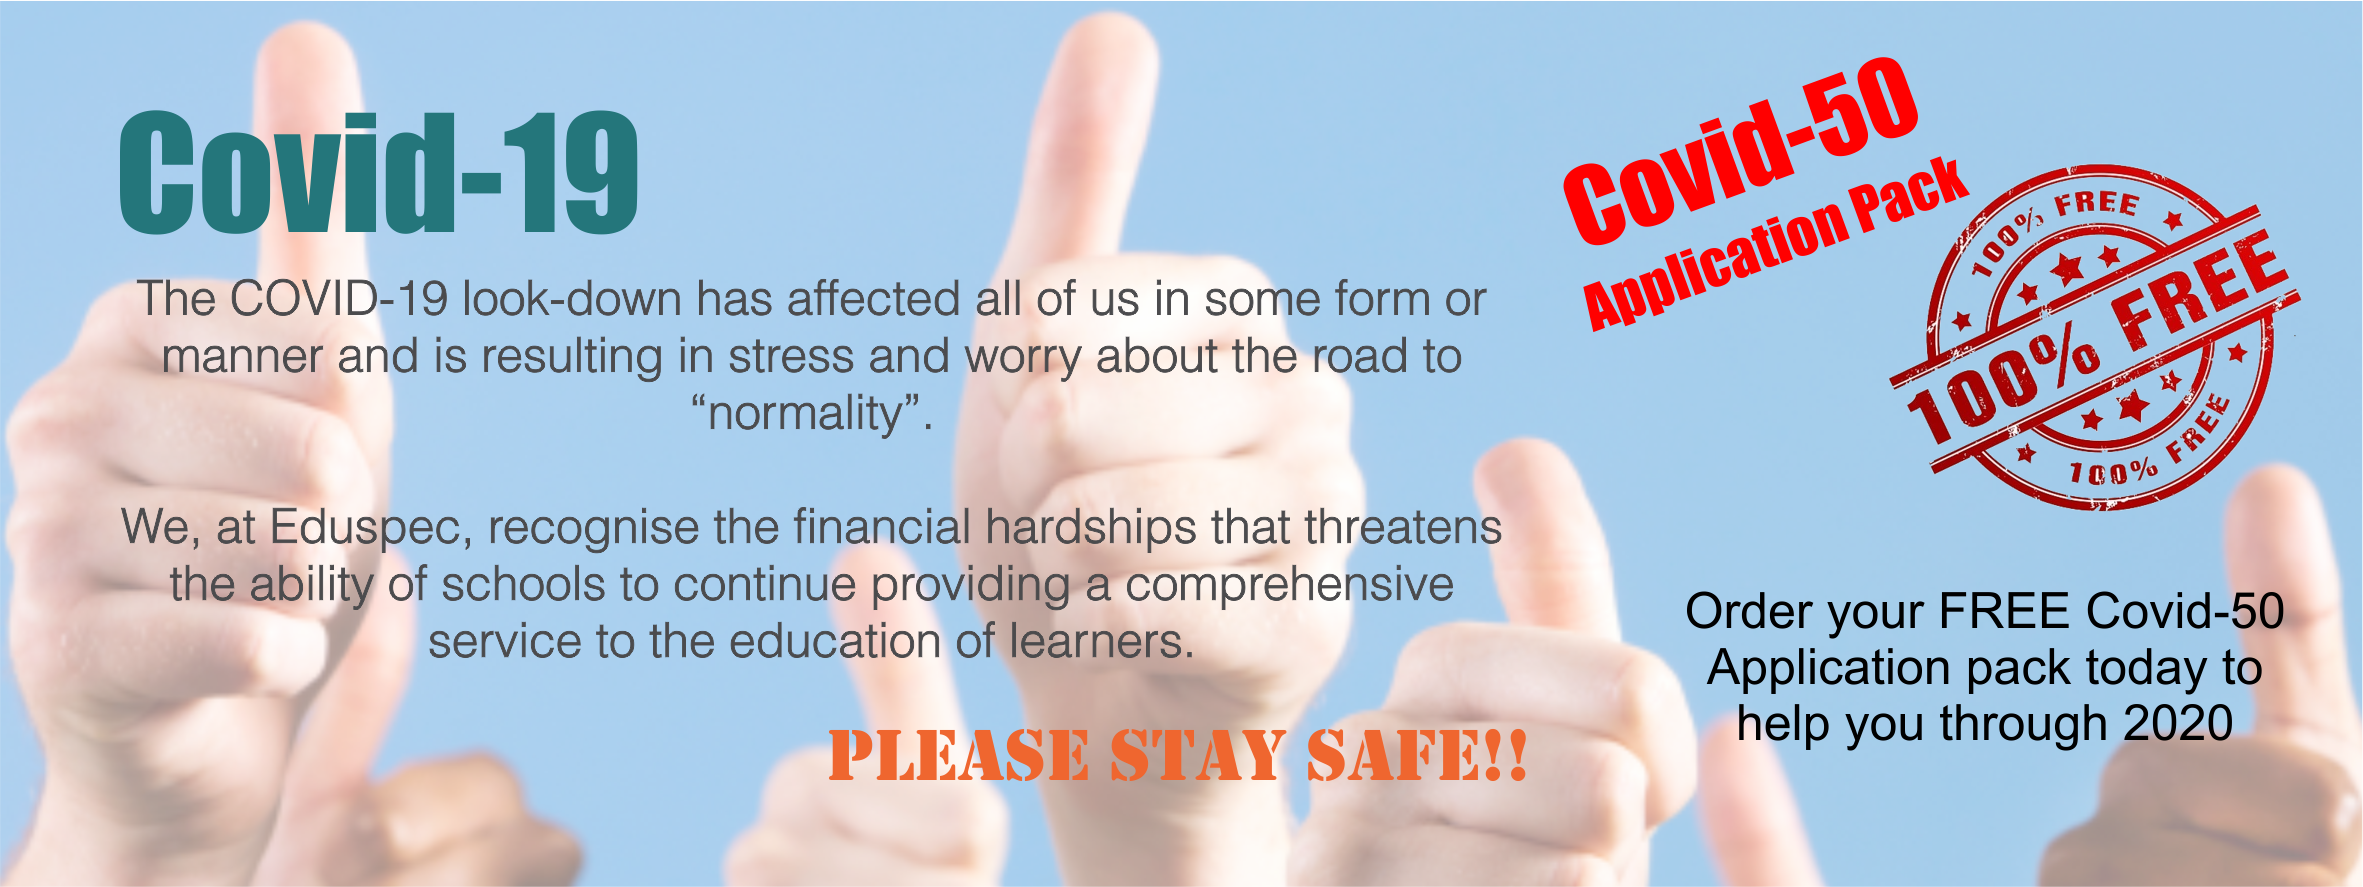 Covid-19
The COVID-19 look-down has affected all of us in some form or
manner and is resulting in stress and worry about the road to
“normality”.
We, at Eduspec, recognise the financial hardships that threatens
the ability of schools to continue providing a comprehensive
service to the education of learners.
PLEASE STAY SAFE!!
Covid-50
Application Pack
100% FREE
100% FREE
100% FREE
Order your FREE Covid-50
Application pack today to
help you through 2020